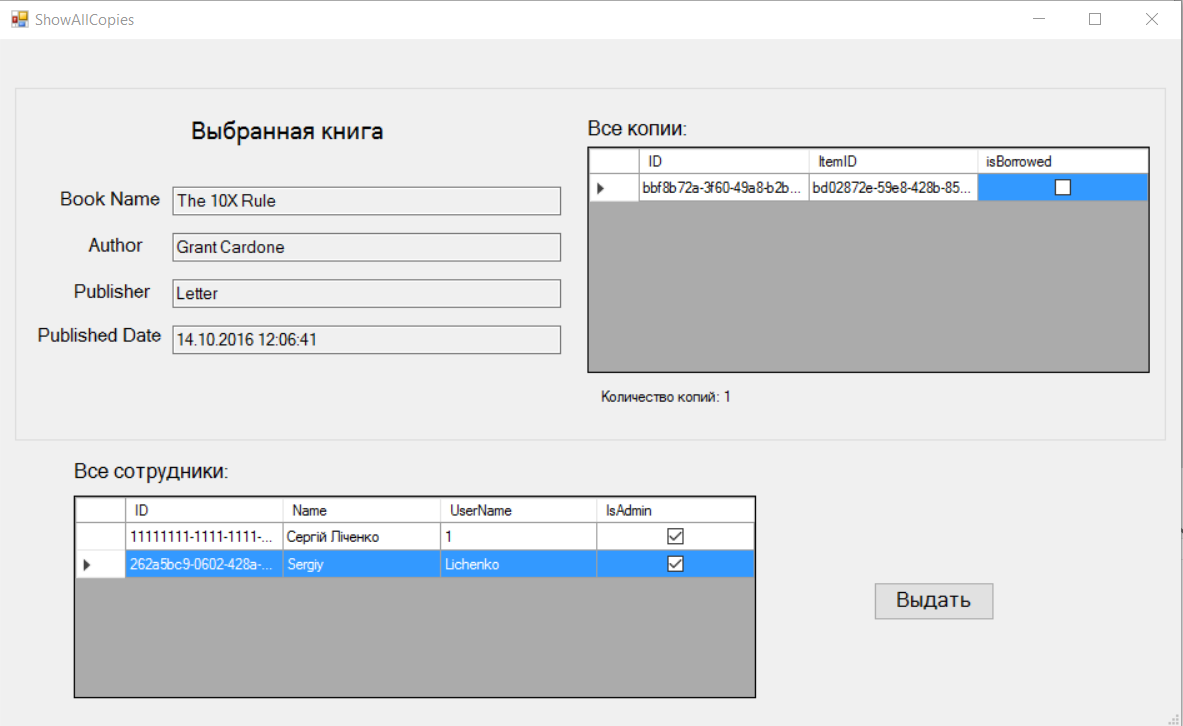 ShowAllCopies
Выбранная книга
Book Name The 10X Rule
Author Grant Cardone
Publisher Letter
Published Date 14.10.2016 12:06:41
Все копии:
ID ItemID isBorrowed
bbf8b72a-3f60-49a8-b2b... bd02872e-59e8-428b-85...
Количество копий: 1
Все сотрудники:
ID Name UserName IsAdmin
11111111-1111-1111-... Сергій Ліченко 1
262a5bc9-0602-428a-... Sergiy Lichenko
Выдать